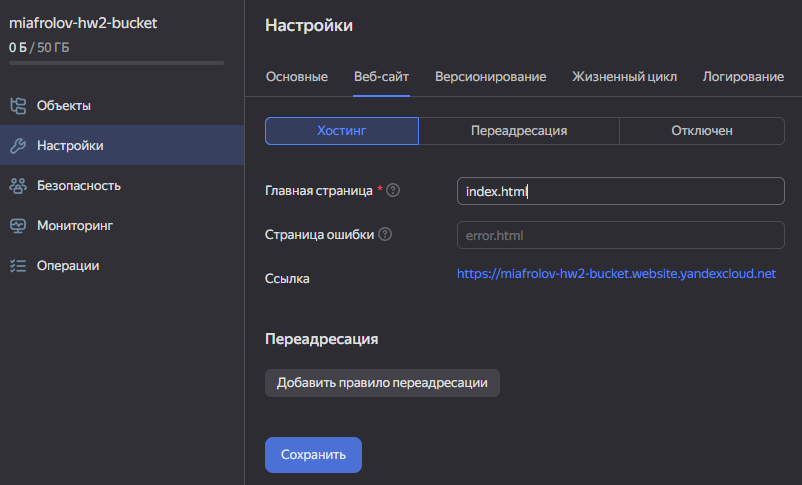 miafrolov-hw2-bucket
0 Б / 50 ГБ
Объекты
Настройки
Безопасность
Мониторинг
Операции
Настройки
Основные Веб-сайт Версионирование Жизненный цикл Логирование
Хостинг Переадресация Отключен
Главная страница * ? index.html
Страница ошибки ? error.html
Ссылка https://miafrolov-hw2-bucket.website.yandexcloud.net
Переадресация
Добавить правило переадресации
Сохранить